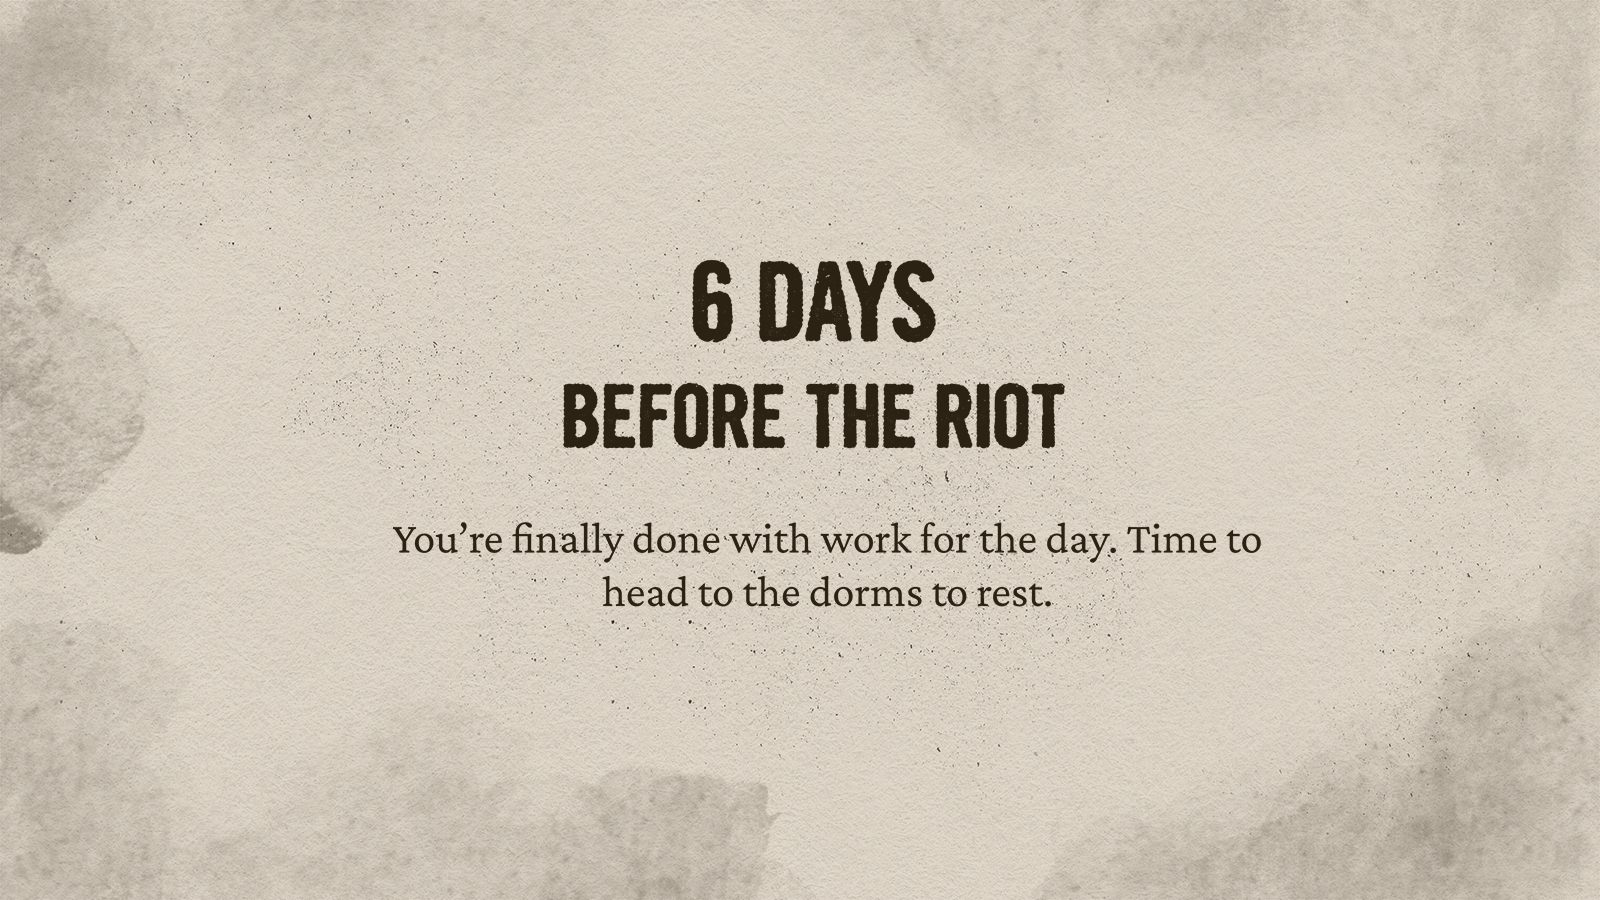 6 DAYS
BEFORE THE RIOT
You’re finally done with work for the day. Time to
head to the dorms to rest.